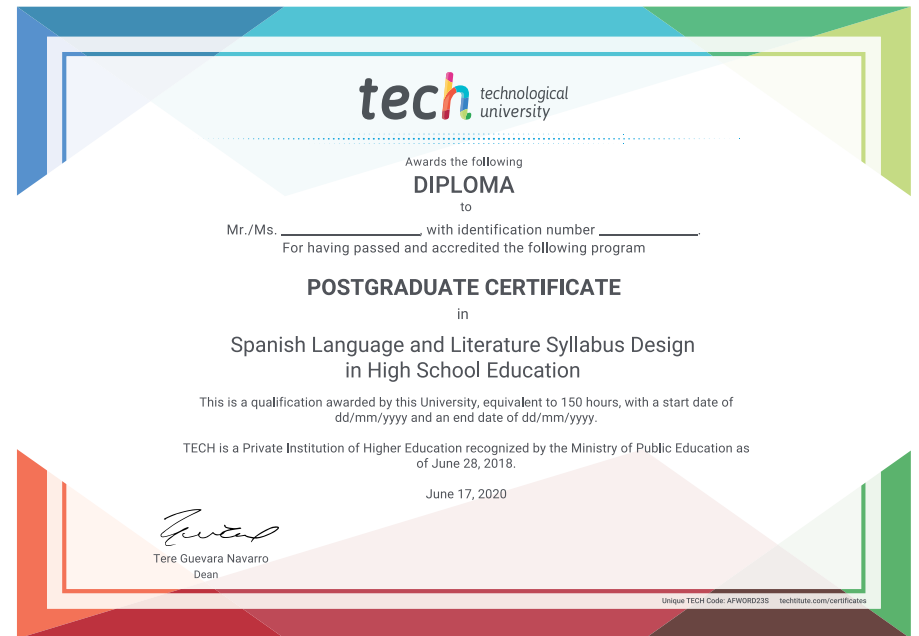 tech technological
university
Awards the following
DIPLOMA
to
Mr./Ms. ____________, with identification number ____________.
For having passed and accredited the following program
POSTGRADUATE CERTIFICATE
in
Spanish Language and Literature Syllabus Design
in High School Education
This is a qualification awarded by this University, equivalent to 150 hours, with a start date of
dd/mm/yyyy and an end date of dd/mm/yyyy.
TECH is a Private Institution of Higher Education recognized by the Ministry of Public Education as
of June 28, 2018.
June 17, 2020
Tere Guevara Navarro
Dean
Unique TECH Code: AFWORD23S techtitute.com/certificates